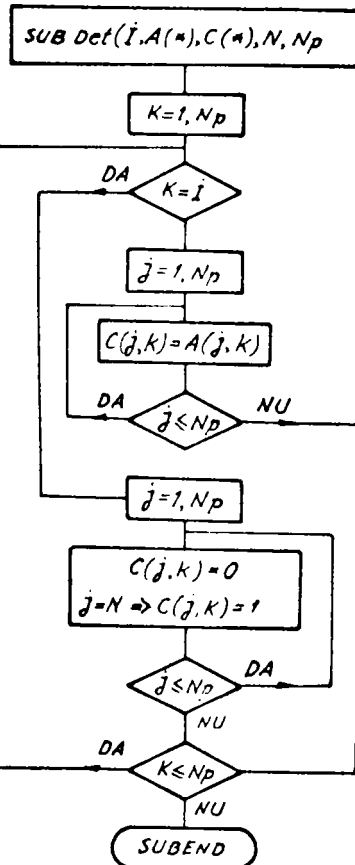 SUB Det(İ,A(*),C(*),N,Np
K=1,Np
DA
K=İ
j=1,Np
C(j,k)=A(j,k)
DA
j≤Np
NU
j=1,Np
C(j,k)=0
j=N => C(j,k)=1
j≤Np
DA
NU
DA
K≤Np
NU
SUBEND